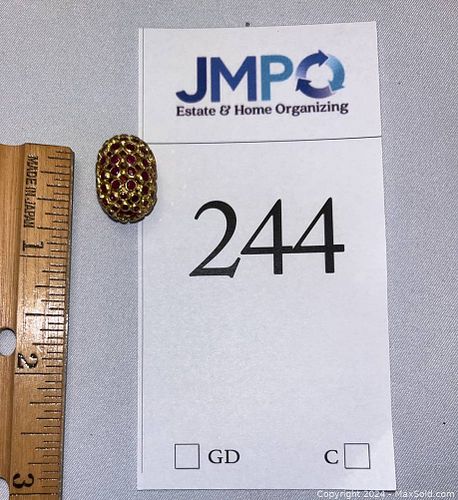 JMPO
Estate & Home Organizing
244
GD
C
MADE IN JAPAN
1
2
3
Copyright 2024 - MaxSold.com